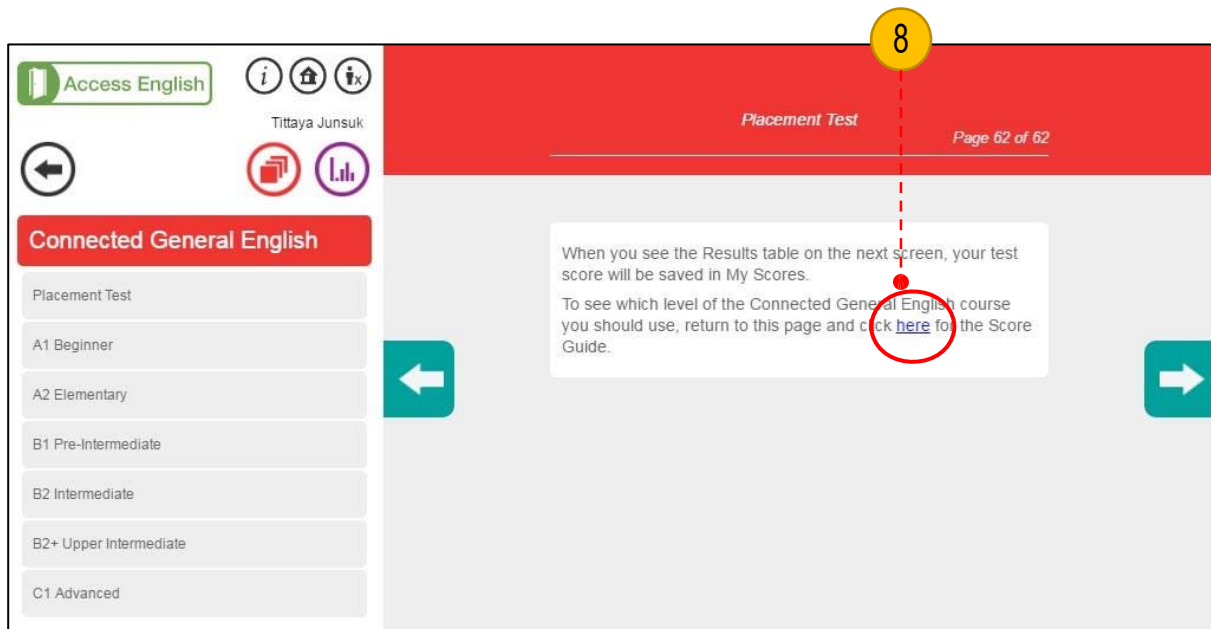 8
Access English
i
x
Tittaya Junsuk
Placement Test
Page 62 of 62
Connected General English
Placement Test
A1 Beginner
A2 Elementary
B1 Pre-Intermediate
B2 Intermediate
B2+ Upper Intermediate
C1 Advanced
When you see the Results table on the next screen, your test
score will be saved in My Scores.
To see which level of the Connected General English course
you should use, return to this page and click here for the Score
Guide.